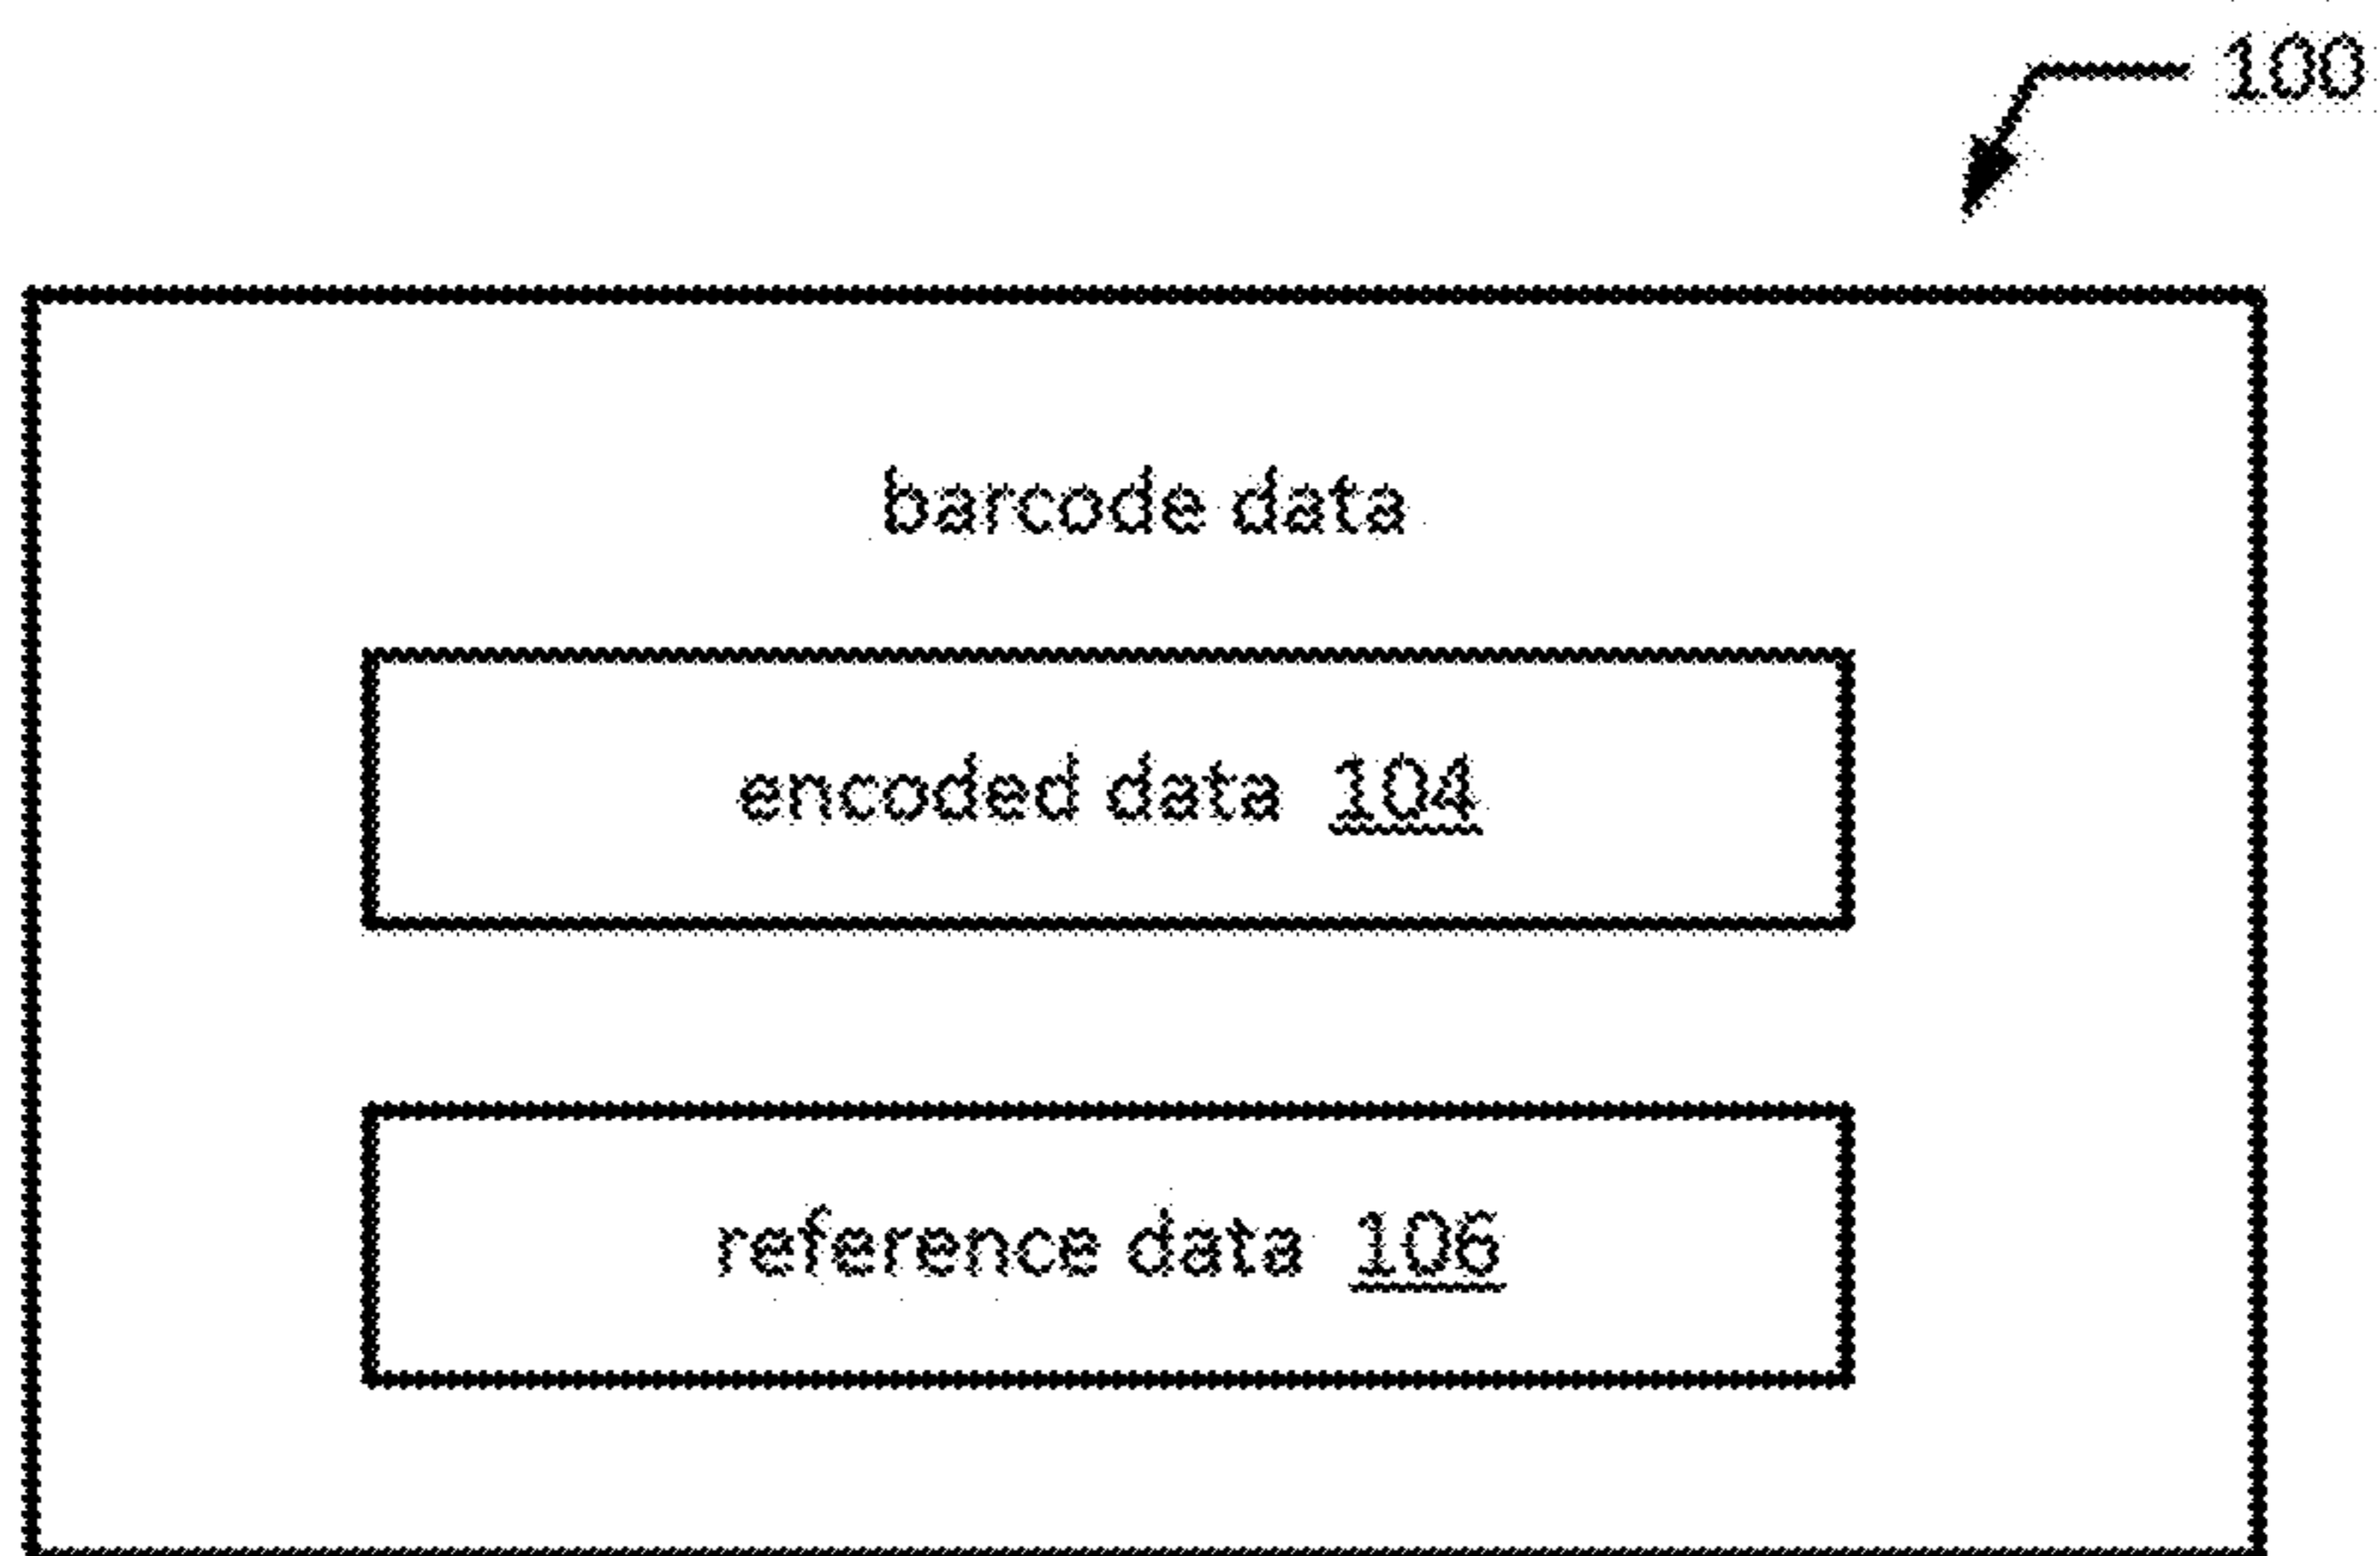 100
barcode data
encoded data 104
reference data 106